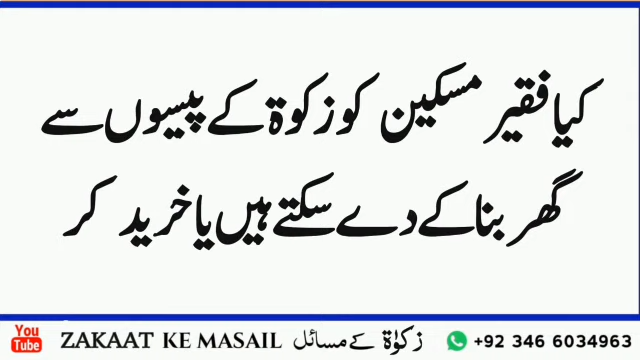 کیا فقیر مسکین کو زکوۃ کے پیسوں سے
گھر بنا کے دے سکتے ہیں یا خرید کر
You Tube ZAKAAT KE MASAIL زکوٰۃ کے مسائل +92 346 6034963